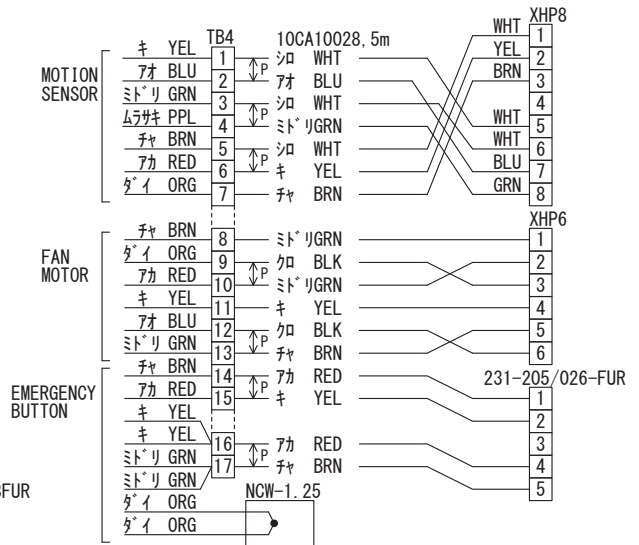 XHP8
TB4 10CA10028,5m
MOTION
SENSOR
キ YEL 1 シロ WHT WHT 1
アオ BLU 2 P アオ BLU YEL 2
ミドリ GRN 3 シロ WHT BRN 3
ムラサキ PPL 4 P ミドリGRN 4
チャ BRN 5 シロ WHT WHT 5
アカ RED 6 P キ YEL WHT 6
ダイ ORG 7 チャ BRN BLU 7
GRN 8
XHP6
FAN
MOTOR
チャ BRN 8 ミドリGRN 1
ダイ ORG 9 クロ BLK 2
アカ RED 10 P ミドリGRN 3
キ YEL 11 キ YEL 4
アオ BLU 12 クロ BLK 5
ミドリ GRN 13 P チャ BRN 6
231-205/026-FUR
EMERGENCY
BUTTON
チャ BRN 14 アカ RED 1
アカ RED 15 P キ YEL 2
キ YEL 3
キ YEL 16 アカ RED 4
ミドリ GRN 17 P チャ BRN 5
ミドリ GRN
NCW-1.25
ダイ ORG
ダイ ORG
FUR